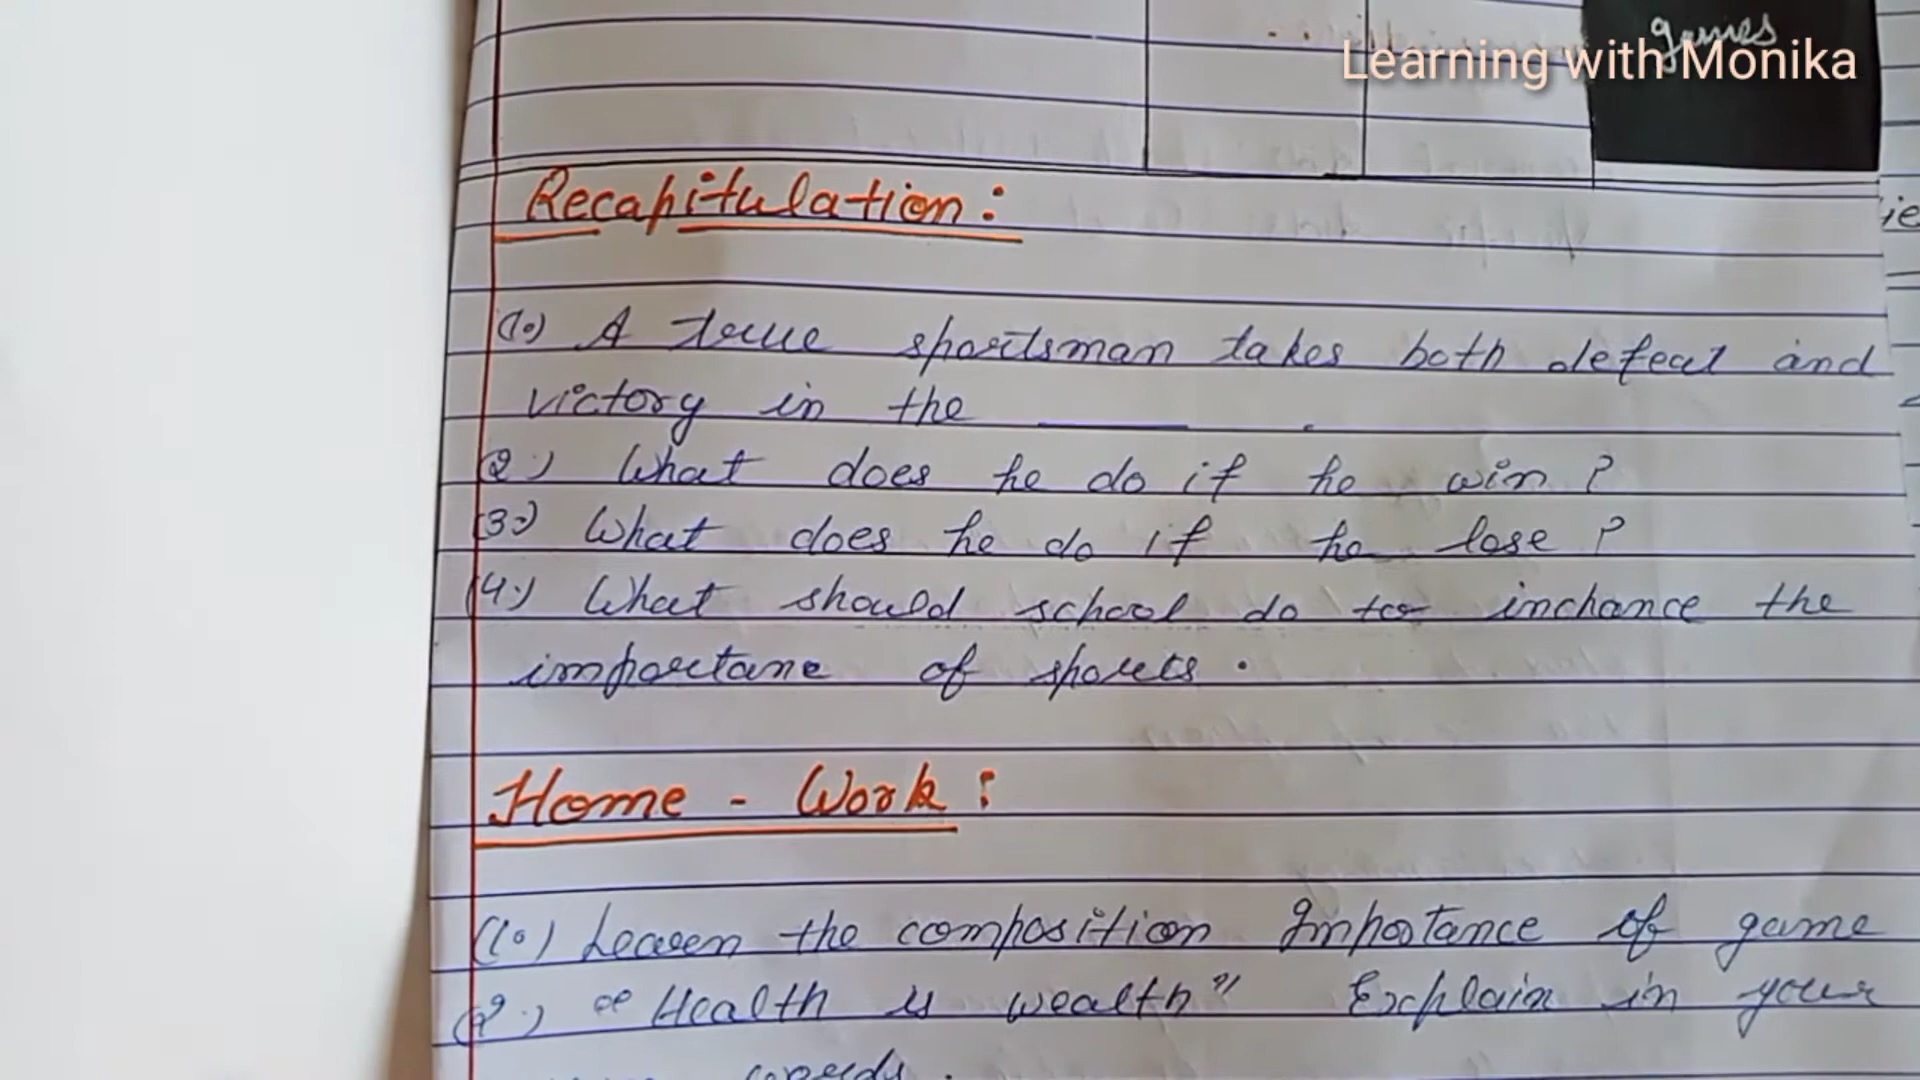 games
Learning with Monika
Recapitulation:
(1.) A true sportsman takes both defeat and
victory in the ______ .
(2.) What does he do if he win ?
(3.) What does he do if he lose ?
(4.) What should school do to inchance the
importane of sports.
Home - Work :
(1.) Learen the composition Importance of game
(2.) "Health is wealth" Explain in your
words.